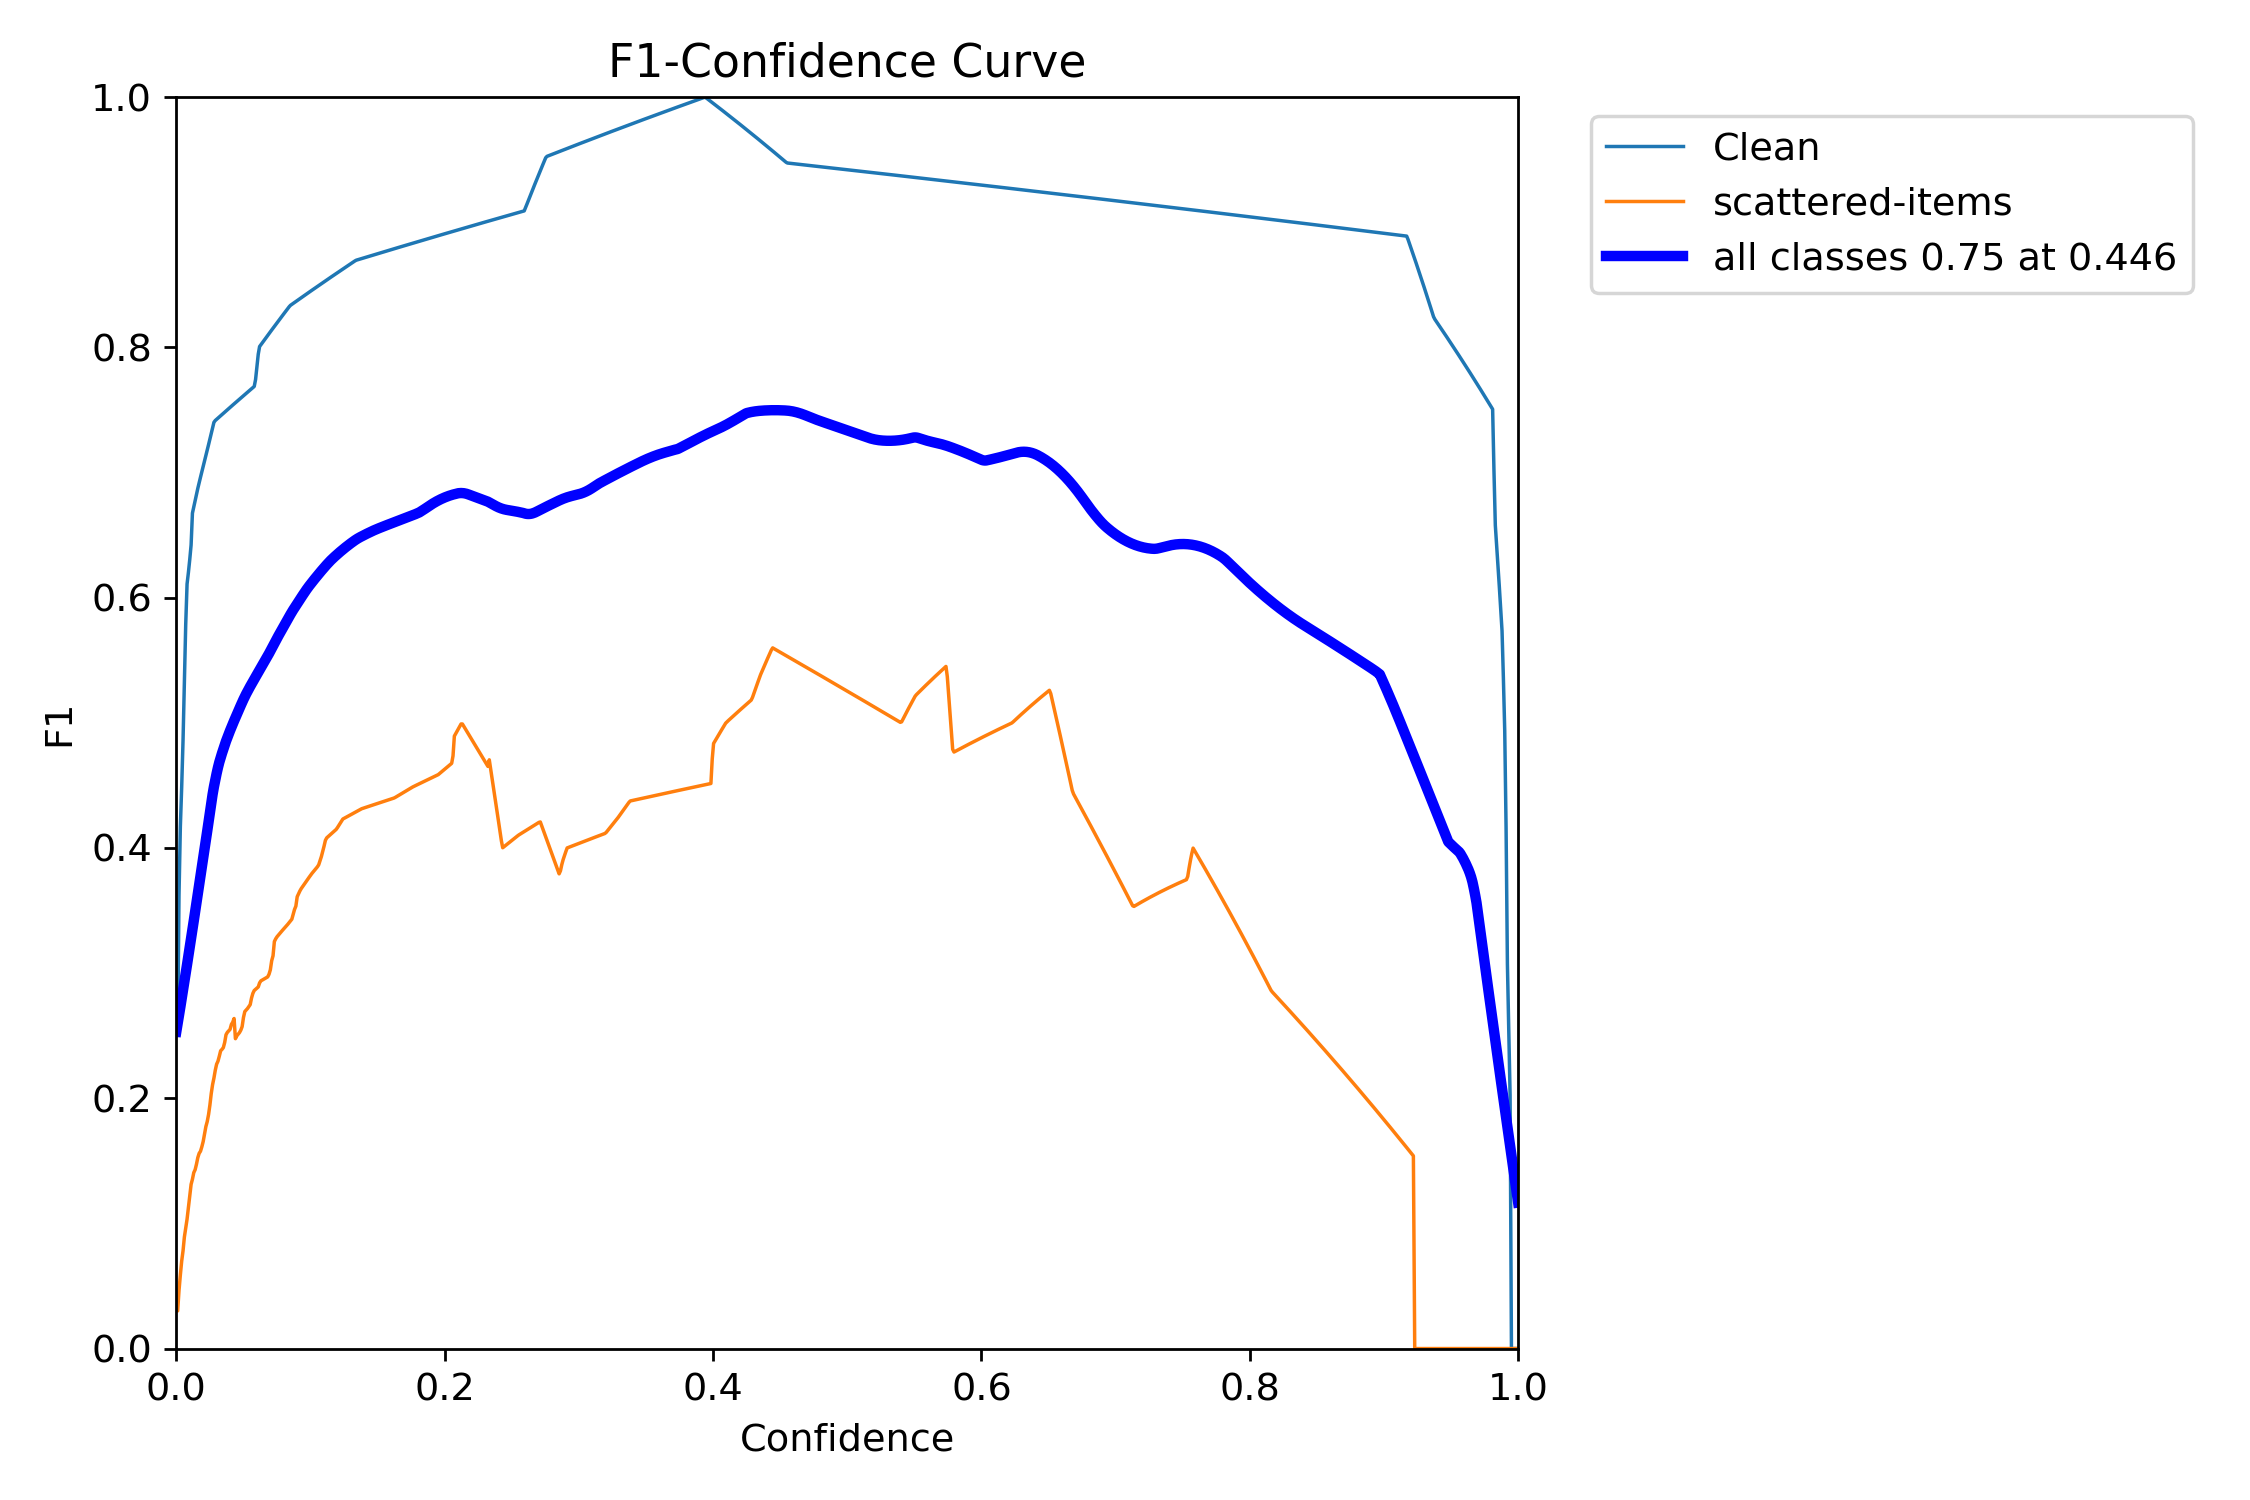 F1-Confidence Curve
Clean
scattered-items
all classes 0.75 at 0.446
F1
1.0
0.8
0.6
0.4
0.2
0.0
0.0 0.2 0.4 0.6 0.8 1.0
Confidence